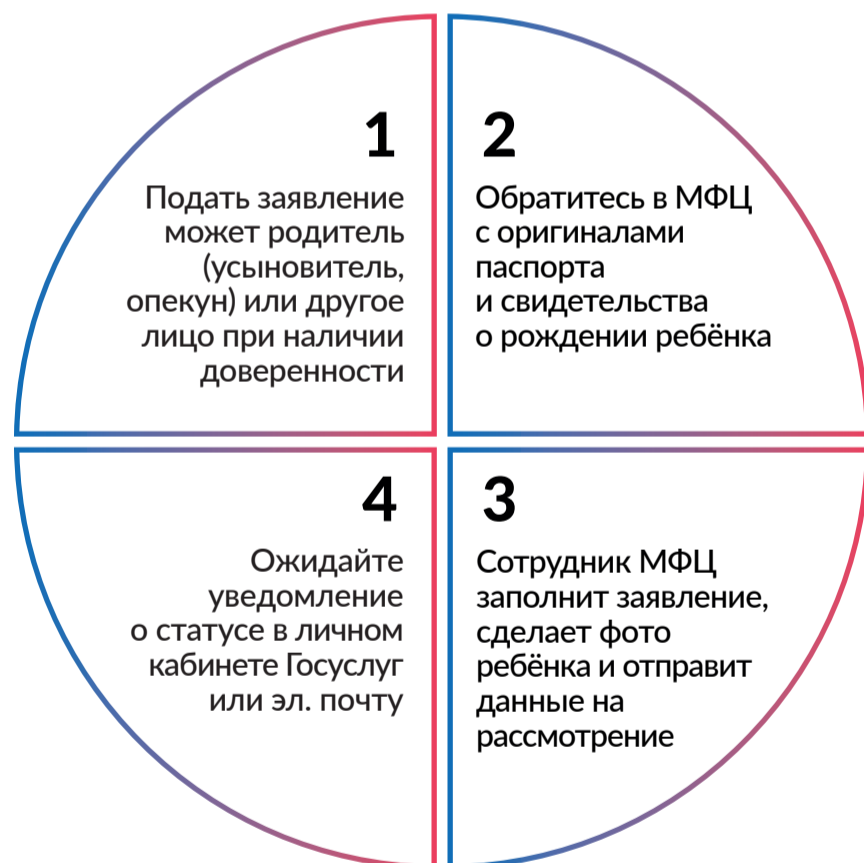 1
Подать заявление
может родитель
(усыновитель,
опекун) или другое
лицо при наличии
доверенности
2
Обратитесь в МФЦ
с оригиналами
паспорта
и свидетельства
о рождении ребёнка
3
Сотрудник МФЦ
заполнит заявление,
сделает фото
ребёнка и отправит
данные на
рассмотрение
4
Ожидайте
уведомление
о статусе в личном
кабинете Госуслуг
или эл. почту